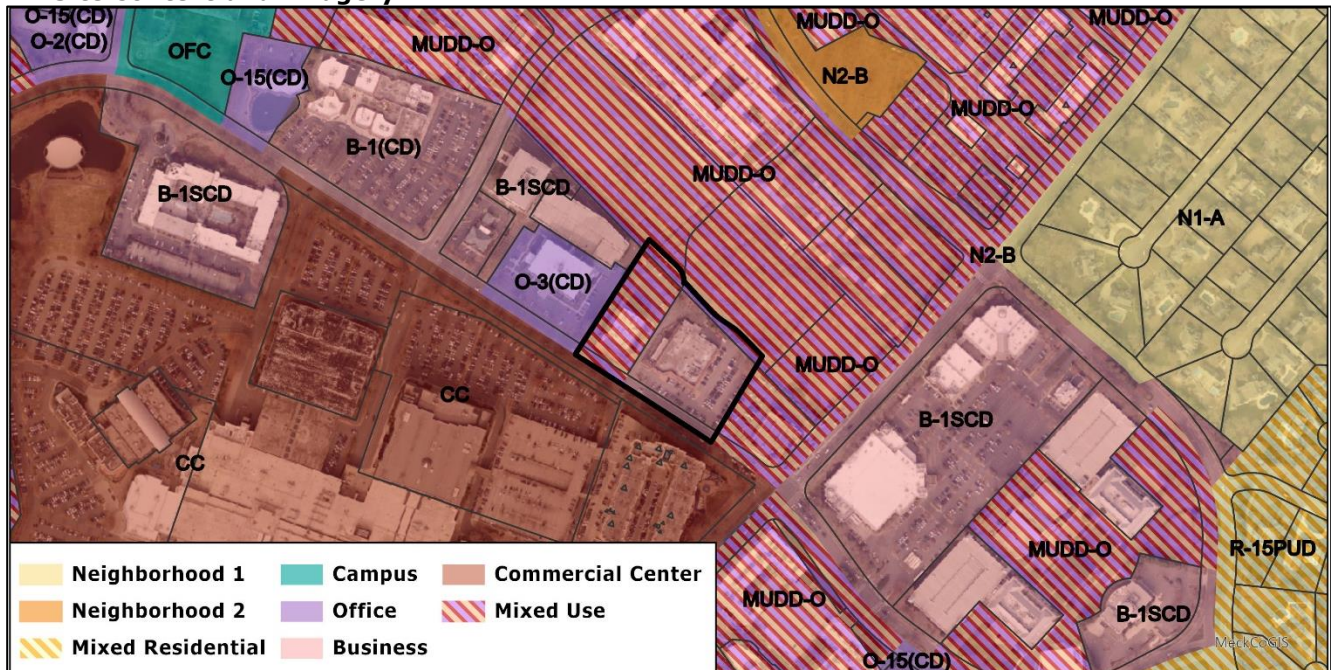 O-15(CD)
O-2(CD)
OFC
O-15(CD)
MUDD-O
MUDD-O
MUDD-O
N2-B
MUDD-O
B-1(CD)
B-1SCD
B-1SCD
MUDD-O
N1-A
N2-B
O-3(CD)
MUDD-O
CC
B-1SCD
CC
MUDD-O
R-15PUD
MUDD-O
B-1SCD
O-15(CD)
MeckCoGIS
Neighborhood 1
Neighborhood 2
Mixed Residential
Campus
Office
Business
Commercial Center
Mixed Use